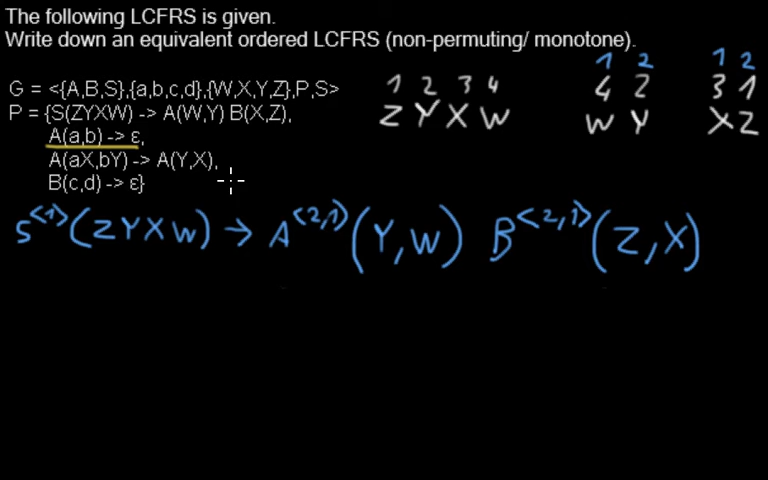 The following LCFRS is given.
Write down an equivalent ordered LCFRS (non-permuting/ monotone).
1 2 1 2
G = <{A,B,S},{a,b,c,d},{W,X,Y,Z},P,S> 1 2 3 4 4 2 3 1
P = {S(ZYXW) -> A(W,Y) B(X,Z), Z Y X W W Y X Z
A(a,b) -> ε,
A(aX,bY) -> A(Y,X),
B(c,d) -> ε}
S<1>(ZYXW) → A<2,1>(Y,W) B<2,1>(Z,X)